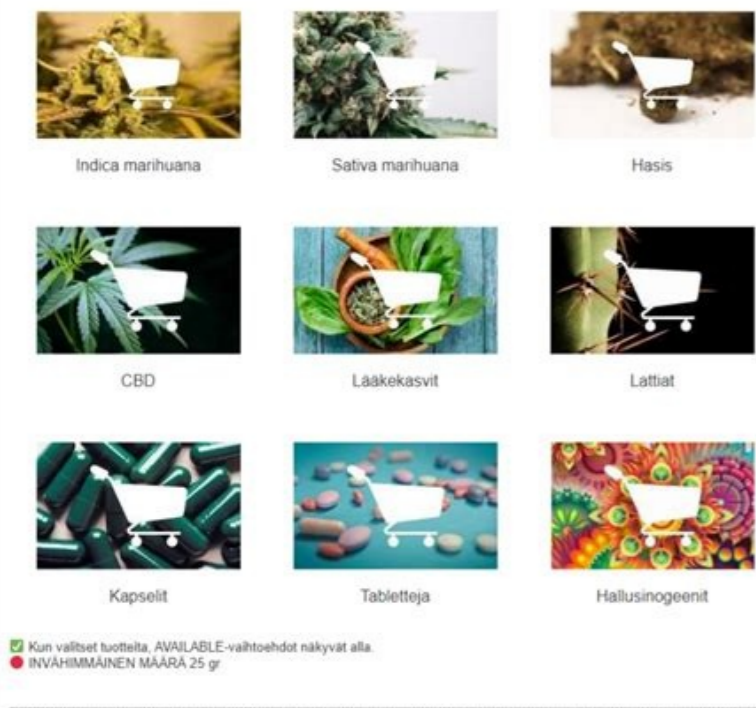 Indica marihuana
Sativa marihuana
Hasis
CBD
Lääkekasvit
Lattiat
Kapselit
Tabletteja
Hallusinogeenit
Kun valitset tuotteita, AVAILABLE-vaihtoehdot näkyvät alla.
INVÄHIMMÄINEN MÄÄRÄ 25 gr